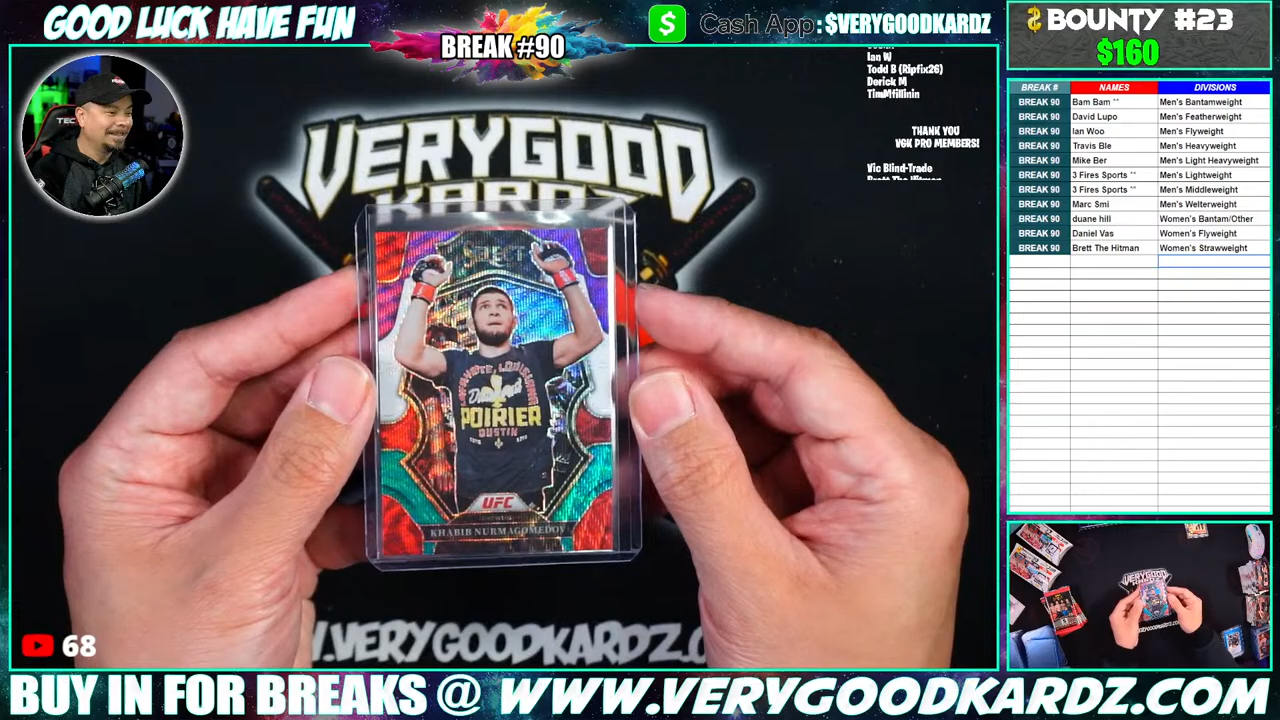 GOOD LUCK HAVE FUN
BREAK #90
$ Cash App: $VERYGOODKARDZ
$ BOUNTY #23
$160
Ian W
Todd B (Ripfix26)
Derick M
TimMfillinin
THANK YOU
VGK PRO MEMBERS!
Vic Blind-Trade
BREAK # NAMES DIVISIONS
BREAK 90 Bam Bam ** Men's Bantamweight
BREAK 90 David Lupo Men's Featherweight
BREAK 90 Ian Woo Men's Flyweight
BREAK 90 Travis Ble Men's Heavyweight
BREAK 90 Mike Ber Men's Light Heavyweight
BREAK 90 3 Fires Sports ** Men's Lightweight
BREAK 90 3 Fires Sports ** Men's Middleweight
BREAK 90 Marc Smi Men's Welterweight
BREAK 90 duane hill Women's Bantam/Other
BREAK 90 Daniel Vas Women's Flyweight
BREAK 90 Brett The Hitman Women's Strawweight
VERYGOOD
KARDZ
SELECT
LAFAYETTE, LOUISIANA
POIRIER
DUSTIN
UFC
KHABIB NURMAGOMEDOV
W.VERYGOODKARDZ.C
68
BUY IN FOR BREAKS @ WWW.VERYGOODKARDZ.COM